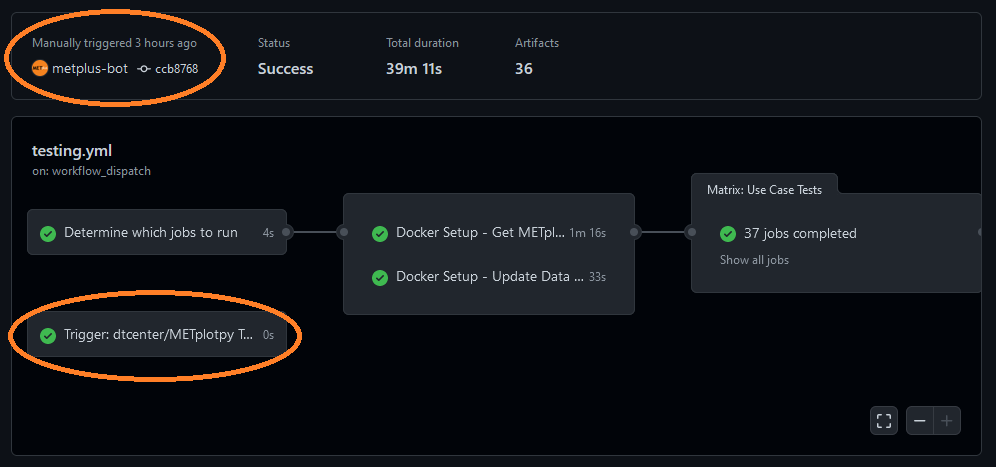 Manually triggered 3 hours ago
Status
Total duration
Artifacts
MET
metplus-bot
ccb8768
Success
39m 11s
36
testing.yml
on: workflow_dispatch
Matrix: Use Case Tests
Determine which jobs to run
4s
Docker Setup - Get METpl...
1m 16s
37 jobs completed
Docker Setup - Update Data ...
33s
Show all jobs
Trigger: dtcenter/METplotpy T...
0s